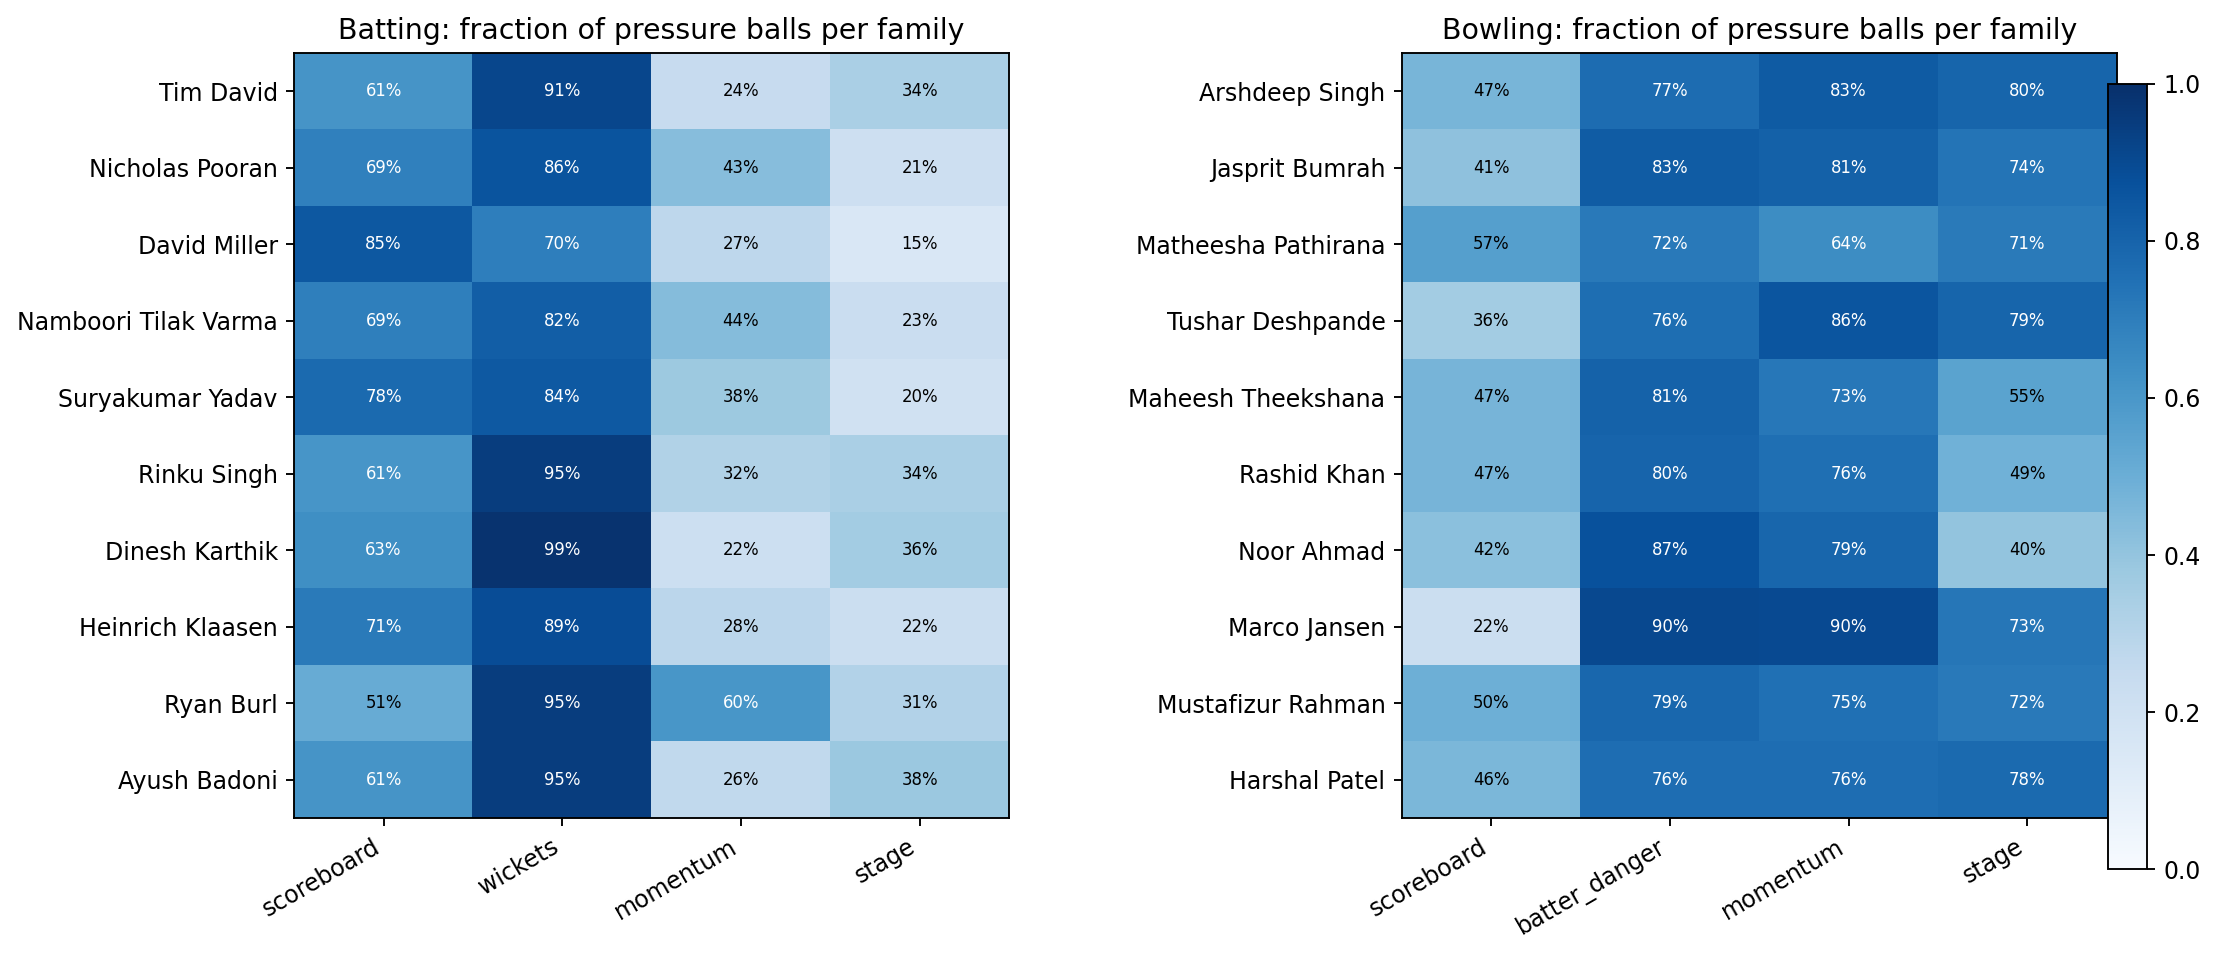 Batting: fraction of pressure balls per family
Tim David 61% 91% 24% 34%
Nicholas Pooran 69% 86% 43% 21%
David Miller 85% 70% 27% 15%
Namboori Tilak Varma 69% 82% 44% 23%
Suryakumar Yadav 78% 84% 38% 20%
Rinku Singh 61% 95% 32% 34%
Dinesh Karthik 63% 99% 22% 36%
Heinrich Klaasen 71% 89% 28% 22%
Ryan Burl 51% 95% 60% 31%
Ayush Badoni 61% 95% 26% 38%
scoreboard wickets momentum stage
Bowling: fraction of pressure balls per family
Arshdeep Singh 47% 77% 83% 80%
Jasprit Bumrah 41% 83% 81% 74%
Matheesha Pathirana 57% 72% 64% 71%
Tushar Deshpande 36% 76% 86% 79%
Maheesh Theekshana 47% 81% 73% 55%
Rashid Khan 47% 80% 76% 49%
Noor Ahmad 42% 87% 79% 40%
Marco Jansen 22% 90% 90% 73%
Mustafizur Rahman 50% 79% 75% 72%
Harshal Patel 46% 76% 76% 78%
scoreboard batter_danger momentum stage
1.0
0.8
0.6
0.4
0.2
0.0